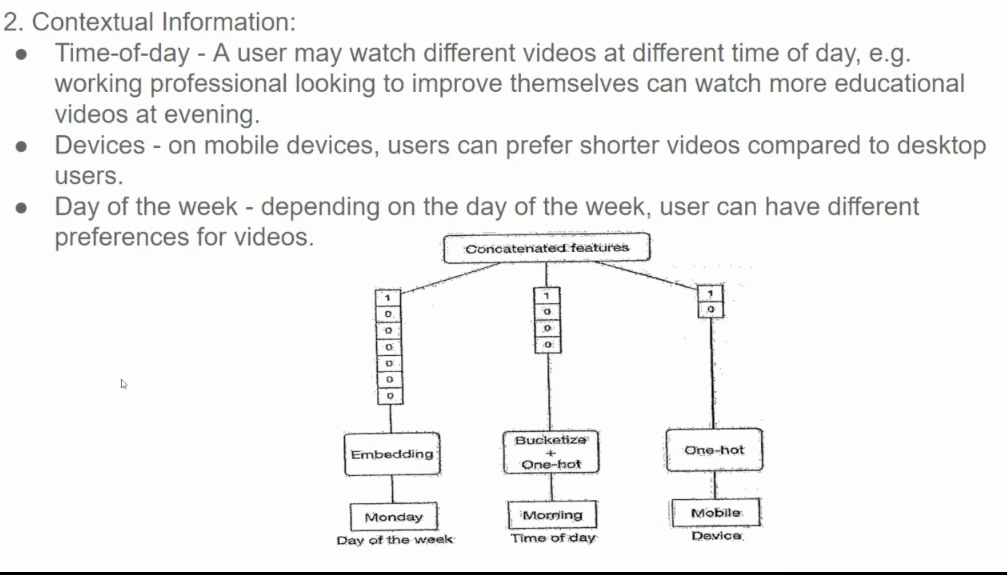 2. Contextual Information:
● Time-of-day - A user may watch different videos at different time of day, e.g.
working professional looking to improve themselves can watch more educational
videos at evening.
● Devices - on mobile devices, users can prefer shorter videos compared to desktop
users.
● Day of the week - depending on the day of the week, user can have different
preferences for videos.
Concatenated features
1
0
0
0
0
0
0
1
0
0
0
1
0
Embedding
Bucketize
+
One-hot
One-hot
Monday
Morning
Mobile
Day of the week
Time of day
Device